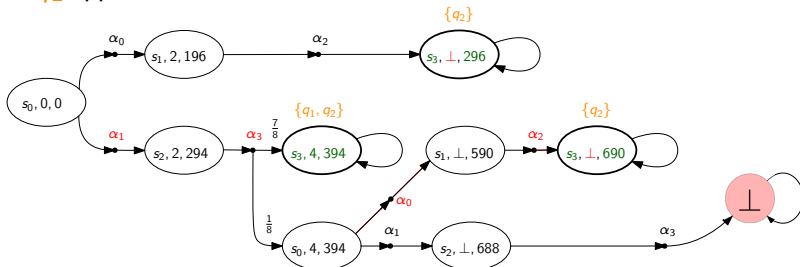 {q₂}
α₀
α₂
s₁, 2, 196
s₃, ⊥, 296
s₀, 0, 0
{q₁, q₂}
{q₂}
α₁
α₃
7/8
α₂
s₂, 2, 294
s₃, 4, 394
s₁, ⊥, 590
s₃, ⊥, 690
α₀
⊥
1/8
α₁
α₃
s₀, 4, 394
s₂, ⊥, 688